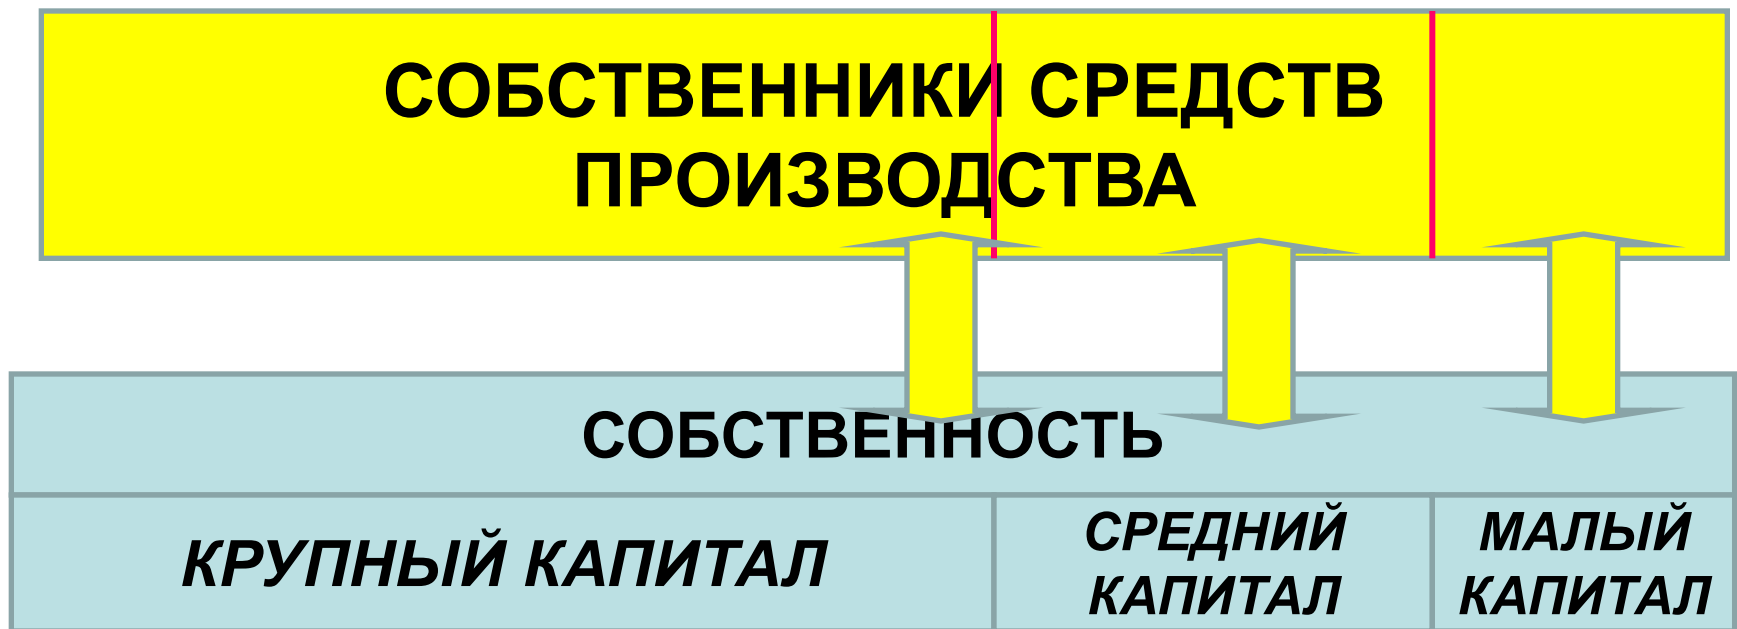 СОБСТВЕННИКИ СРЕДСТВ
ПРОИЗВОДСТВА
СОБСТВЕННОСТЬ
КРУПНЫЙ КАПИТАЛ
СРЕДНИЙ
КАПИТАЛ
МАЛЫЙ
КАПИТАЛ